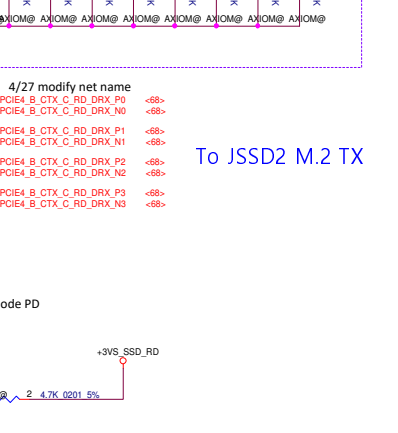 AXIOM@ AXIOM@ AXIOM@ AXIOM@ AXIOM@ AXIOM@ AXIOM@ AXIOM@
4/27 modify net name
PCIE4_B_CTX_C_RD_DRX_P0 <68>
PCIE4_B_CTX_C_RD_DRX_N0 <68>
PCIE4_B_CTX_C_RD_DRX_P1 <68>
PCIE4_B_CTX_C_RD_DRX_N1 <68>
To JSSD2 M.2 TX
PCIE4_B_CTX_C_RD_DRX_P2 <68>
PCIE4_B_CTX_C_RD_DRX_N2 <68>
PCIE4_B_CTX_C_RD_DRX_P3 <68>
PCIE4_B_CTX_C_RD_DRX_N3 <68>
ode PD
+3VS_SSD_RD
@ 2 4.7K_0201_5%